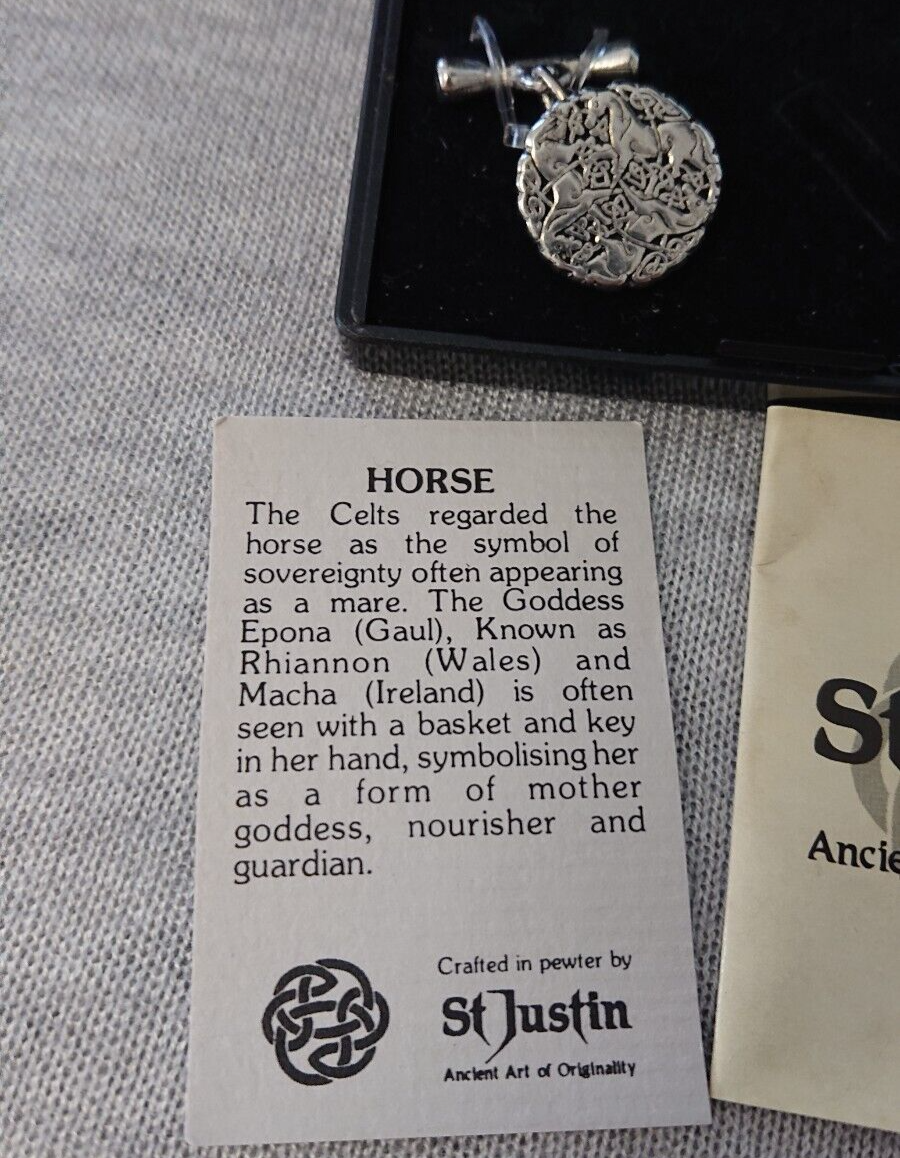 HORSE
The Celts regarded the
horse as the symbol of
sovereignty often appearing
as a mare. The Goddess
Epona (Gaul), Known as
Rhiannon (Wales) and
Macha (Ireland) is often
seen with a basket and key
in her hand, symbolising her
as a form of mother
goddess, nourisher and
guardian.
Crafted in pewter by
St Justin
Ancient Art of Originality
St
Ancie